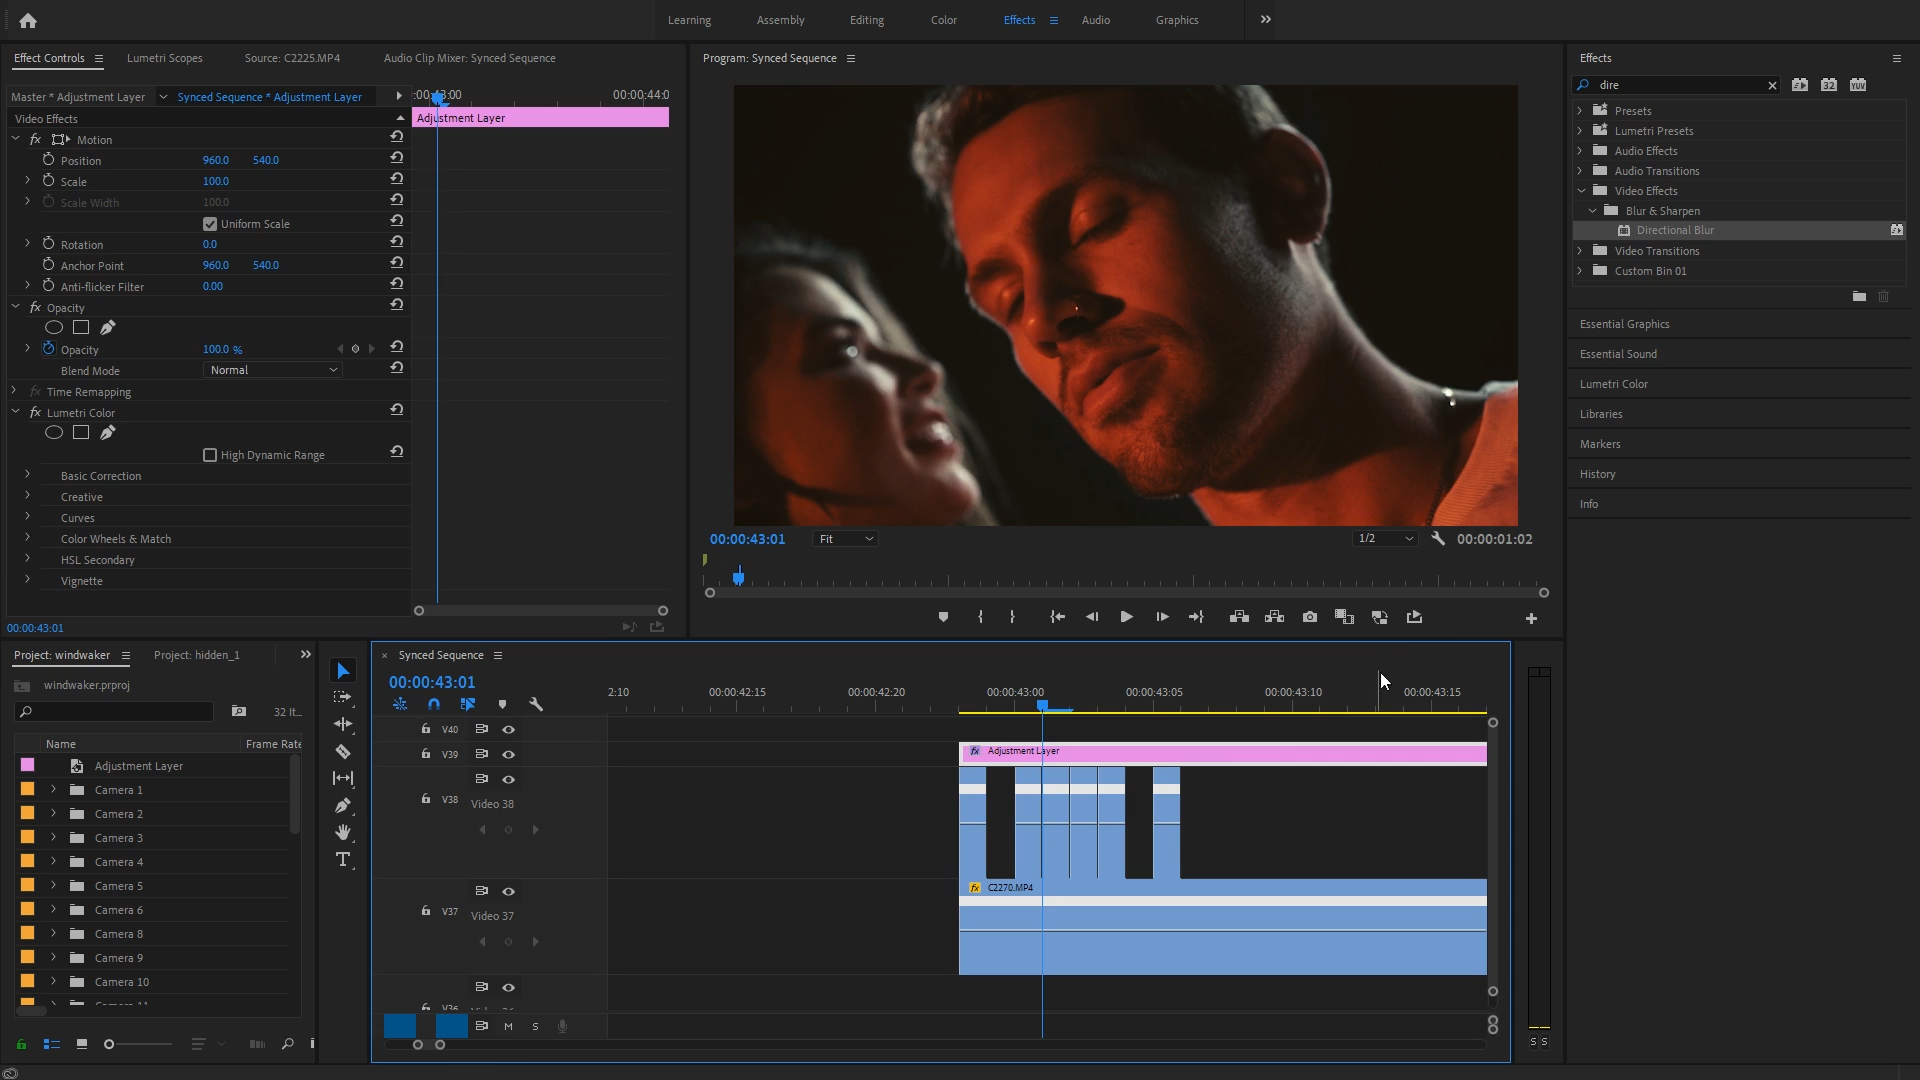 Learning Assembly Editing Color Effects Audio Graphics
Effect Controls Lumetri Scopes Source: C2225.MP4 Audio Clip Mixer: Synced Sequence
Master * Adjustment Layer Synced Sequence * Adjustment Layer
:00:43:00 00:00:44:0
Video Effects
Adjustment Layer
fx Motion
Position 960.0 540.0
Scale 100.0
Scale Width 100.0
Uniform Scale
Rotation 0.0
Anchor Point 960.0 540.0
Anti-flicker Filter 0.00
fx Opacity
Opacity 100.0 %
Blend Mode Normal
fx Time Remapping
fx Lumetri Color
High Dynamic Range
Basic Correction
Creative
Curves
Color Wheels & Match
HSL Secondary
Vignette
00:00:43:01
Program: Synced Sequence
00:00:43:01 Fit 1/2 00:00:01:02
Effects
dire
32 YUV
Presets
Lumetri Presets
Audio Effects
Audio Transitions
Video Effects
Blur & Sharpen
Directional Blur
Video Transitions
Custom Bin 01
Essential Graphics
Essential Sound
Lumetri Color
Libraries
Markers
History
Info
Project: windwaker Project: hidden_1
windwaker.prproj
32 It...
Name Frame Rate
Adjustment Layer
Camera 1
Camera 2
Camera 3
Camera 4
Camera 5
Camera 6
Camera 8
Camera 9
Camera 10
T
× Synced Sequence
00:00:43:01
2:10 00:00:42:15 00:00:42:20 00:00:43:00 00:00:43:05 00:00:43:10 00:00:43:15
V40
V39
fx Adjustment Layer
V38 Video 38
V37 Video 37
fx C2270.MP4
M S
S S